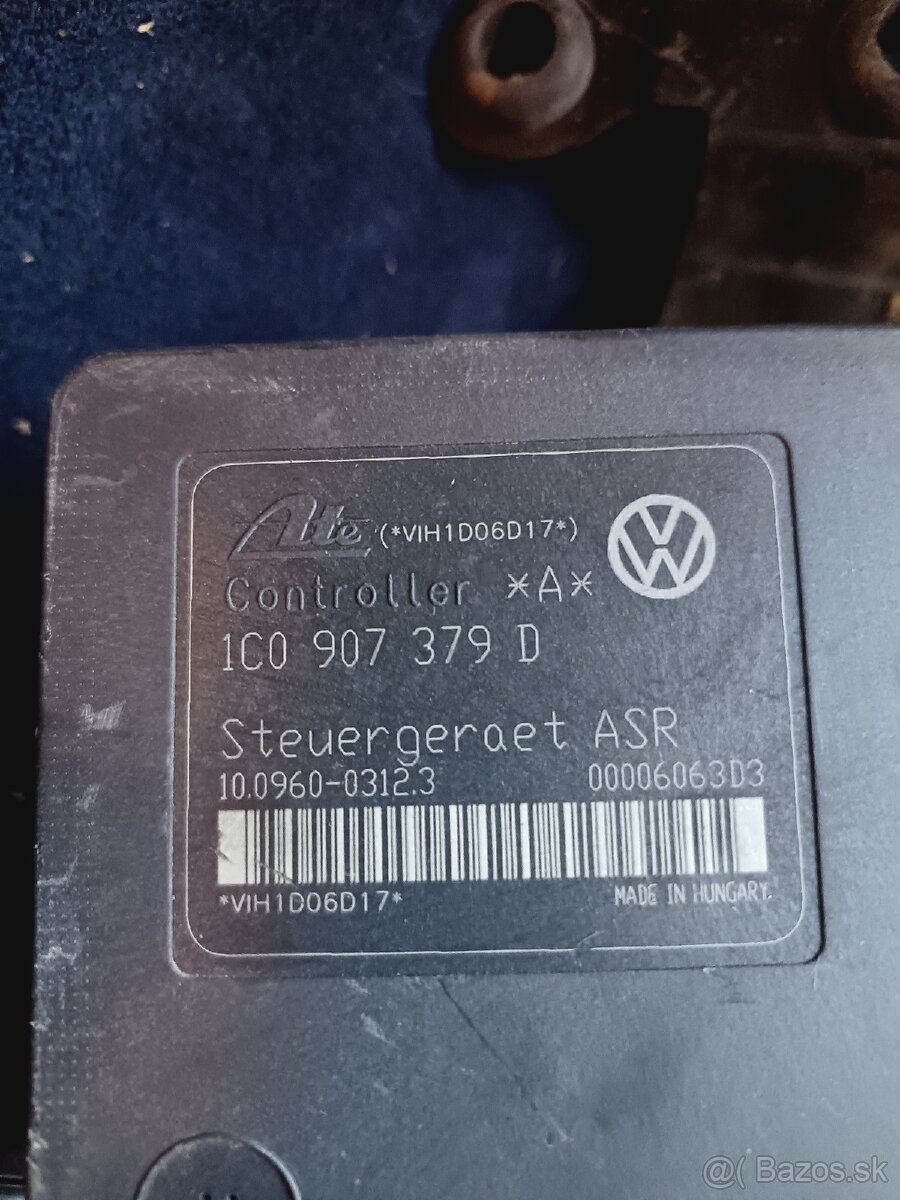 Ate (*VIH1D06D17*)
Controller *A*
1C0 907 379 D
Steuergeraet ASR
10.0960-0312.3 00006063D3
*VIH1D06D17*
MADE IN HUNGARY.
@( Bazos.sk